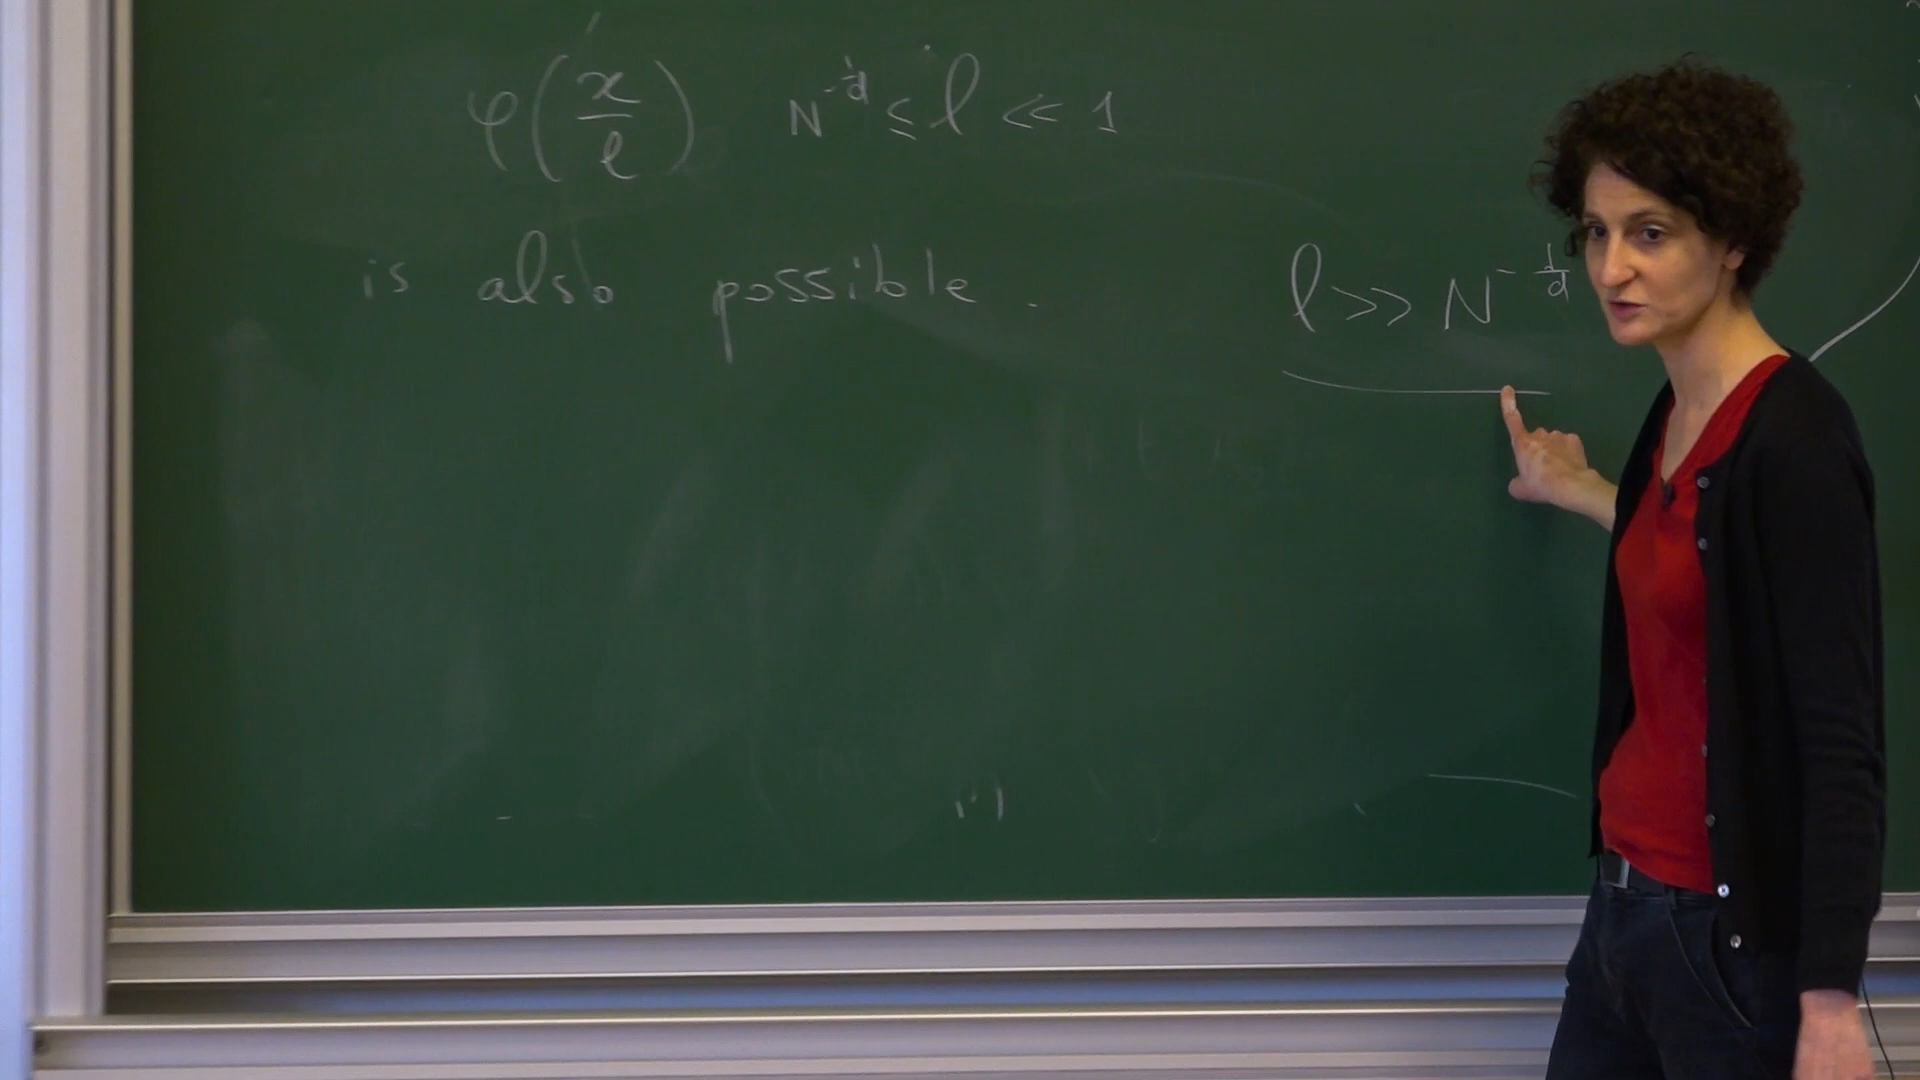 φ(x/ℓ) N^{-1/d} ≤ ℓ ≪ 1
is also possible.
ℓ >> N^{-1/d}